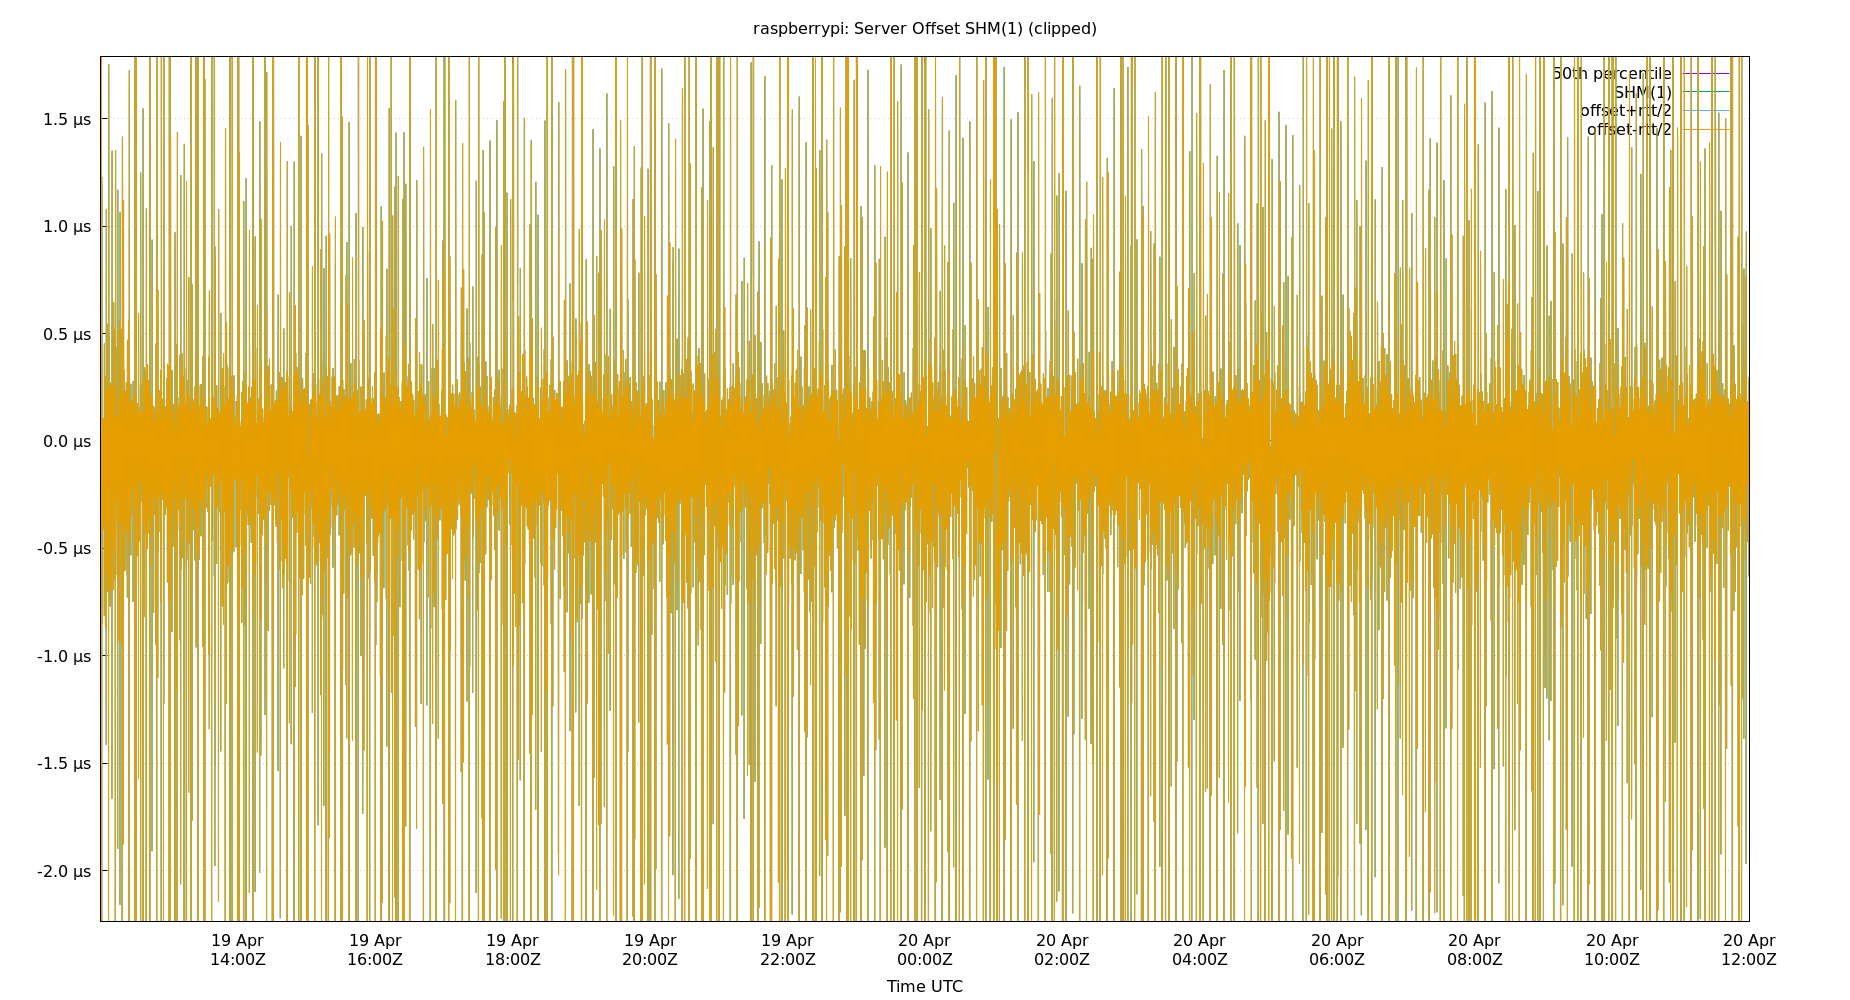 raspberrypi: Server Offset SHM(1) (clipped)
50th percentile
SHM(1)
offset+rtt/2
offset-rtt/2
1.5 µs
1.0 µs
0.5 µs
0.0 µs
-0.5 µs
-1.0 µs
-1.5 µs
-2.0 µs
19 Apr 19 Apr 19 Apr 19 Apr 19 Apr 20 Apr 20 Apr 20 Apr 20 Apr 20 Apr 20 Apr 20 Apr
14:00Z 16:00Z 18:00Z 20:00Z 22:00Z 00:00Z 02:00Z 04:00Z 06:00Z 08:00Z 10:00Z 12:00Z
Time UTC